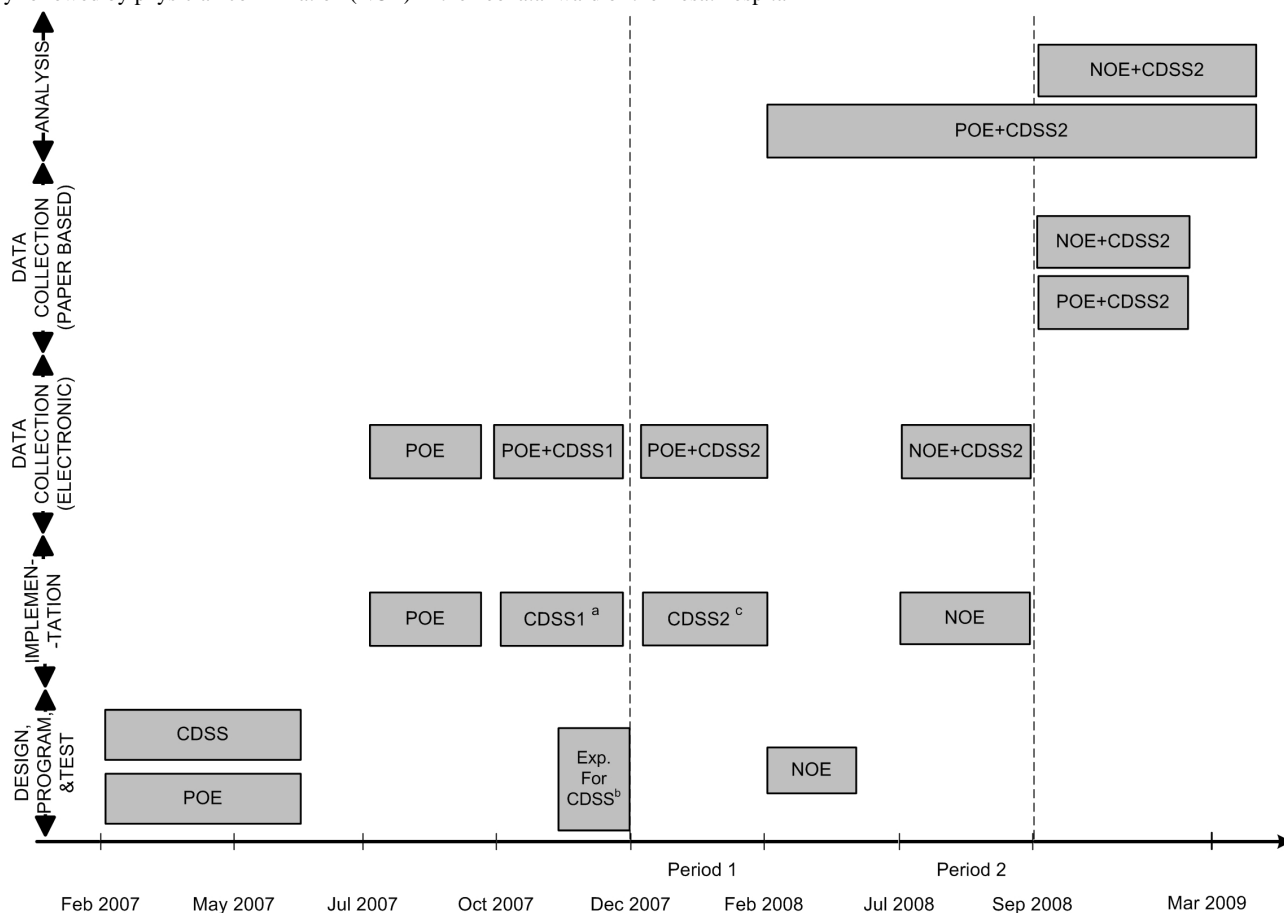 ANALYSIS
NOE+CDSS2
POE+CDSS2
DATA
COLLECTION
(PAPER BASED)
NOE+CDSS2
POE+CDSS2
DATA
COLLECTION
(ELECTRONIC)
POE
POE+CDSS1
POE+CDSS2
NOE+CDSS2
IMPLEMEN-
-TATION
POE
CDSS1 a
CDSS2 c
NOE
DESIGN,
PROGRAM,
&TEST
CDSS
POE
Exp.
For
CDSSb
NOE
Period 1
Period 2
Feb 2007
May 2007
Jul 2007
Oct 2007
Dec 2007
Feb 2008
Jul 2008
Sep 2008
Mar 2009